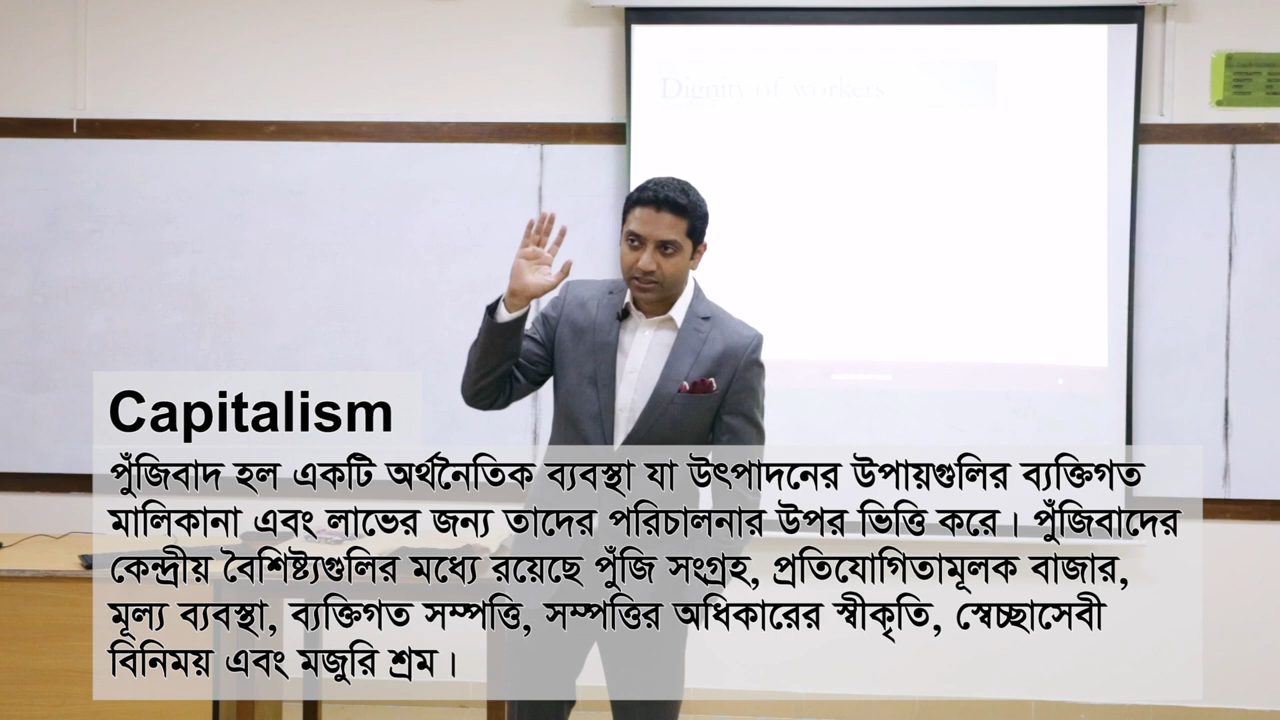 Dignity of workers
Capitalism
পুঁজিবাদ হল একটি অর্থনৈতিক ব্যবস্থা যা উৎপাদনের উপায়গুলির ব্যক্তিগত
মালিকানা এবং লাভের জন্য তাদের পরিচালনার উপর ভিত্তি করে। পুঁজিবাদের
কেন্দ্রীয় বৈশিষ্ট্যগুলির মধ্যে রয়েছে পুঁজি সংগ্রহ, প্রতিযোগিতামূলক বাজার,
মূল্য ব্যবস্থা, ব্যক্তিগত সম্পত্তি, সম্পত্তির অধিকারের স্বীকৃতি, স্বেচ্ছাসেবী
বিনিময় এবং মজুরি শ্রম।